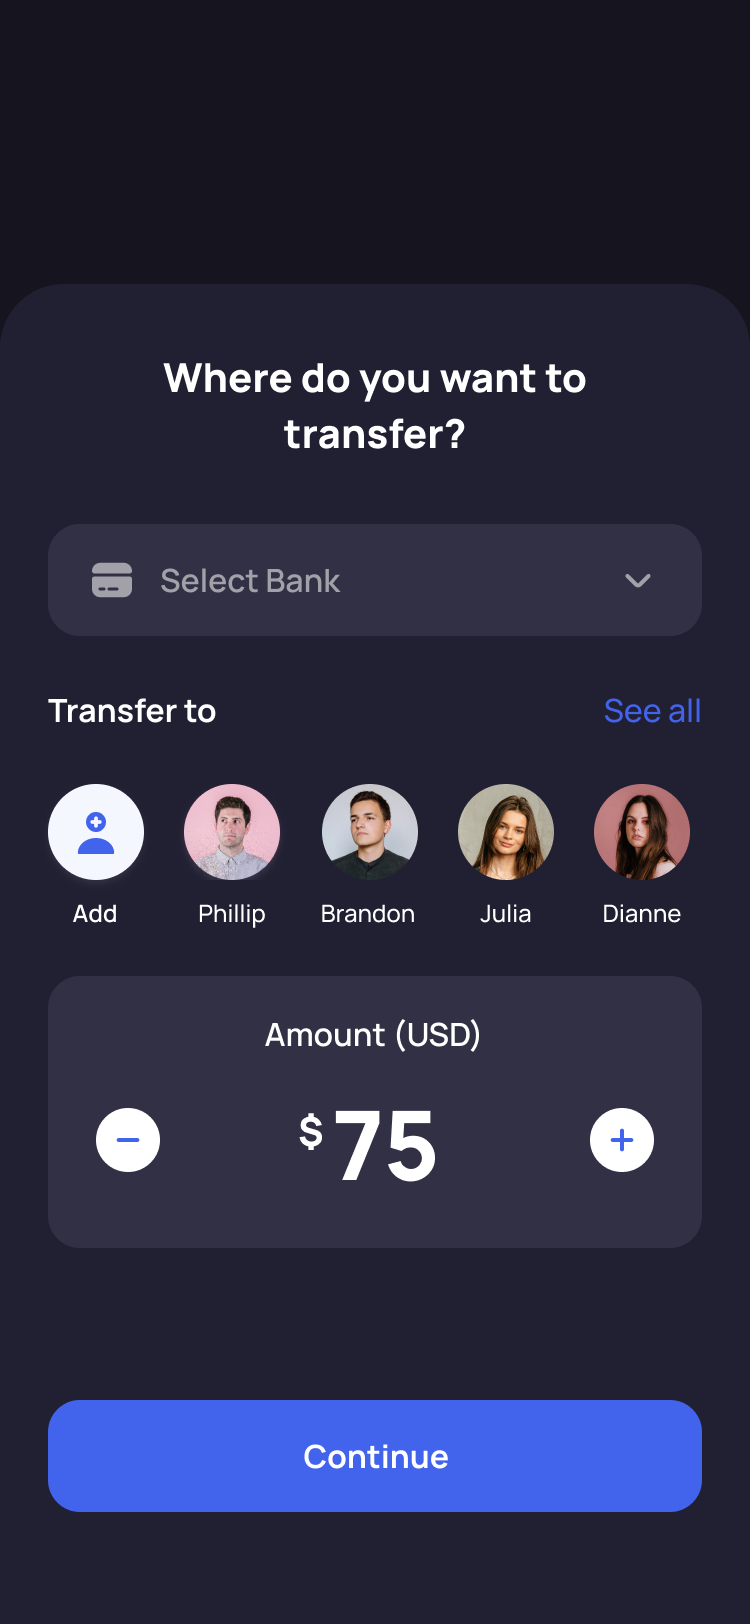 Where do you want to
transfer?
Select Bank
Transfer to
See all
Add
Phillip
Brandon
Julia
Dianne
Amount (USD)
$75
Continue